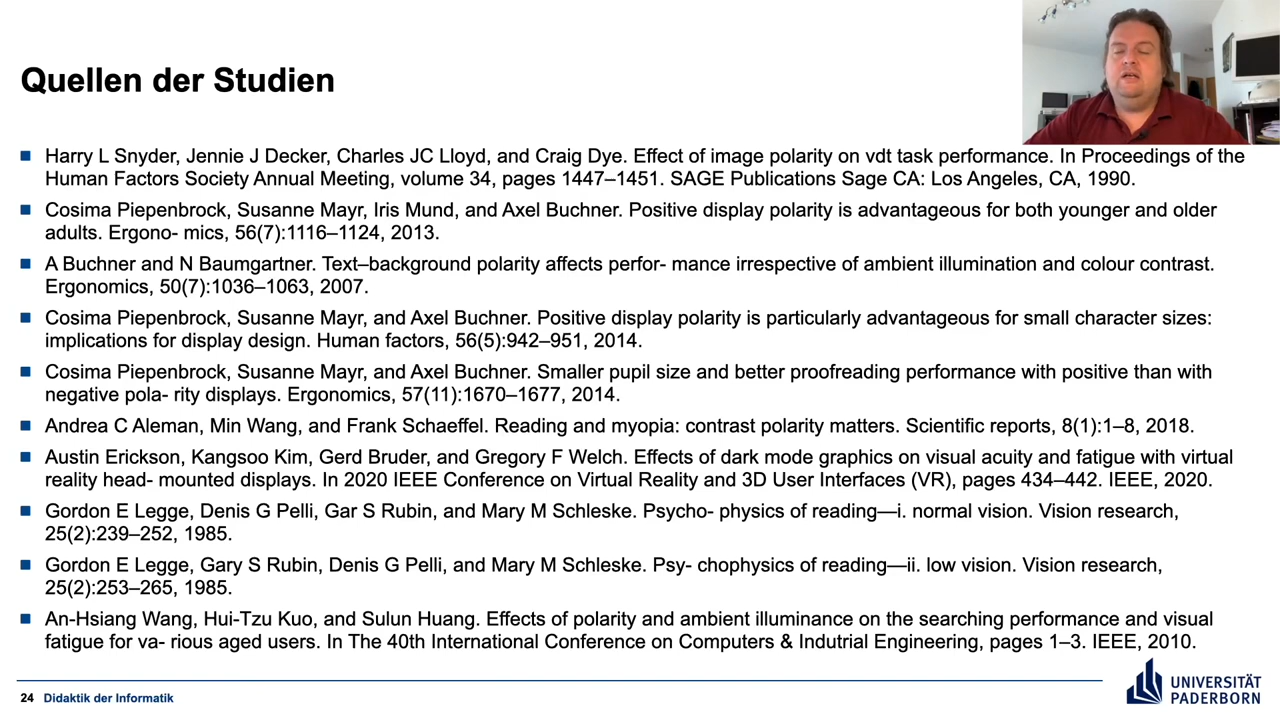 Quellen der Studien
Harry L Snyder, Jennie J Decker, Charles JC Lloyd, and Craig Dye. Effect of image polarity on vdt task performance. In Proceedings of the
Human Factors Society Annual Meeting, volume 34, pages 1447–1451. SAGE Publications Sage CA: Los Angeles, CA, 1990.
Cosima Piepenbrock, Susanne Mayr, Iris Mund, and Axel Buchner. Positive display polarity is advantageous for both younger and older
adults. Ergono- mics, 56(7):1116–1124, 2013.
A Buchner and N Baumgartner. Text–background polarity affects perfor- mance irrespective of ambient illumination and colour contrast.
Ergonomics, 50(7):1036–1063, 2007.
Cosima Piepenbrock, Susanne Mayr, and Axel Buchner. Positive display polarity is particularly advantageous for small character sizes:
implications for display design. Human factors, 56(5):942–951, 2014.
Cosima Piepenbrock, Susanne Mayr, and Axel Buchner. Smaller pupil size and better proofreading performance with positive than with
negative pola- rity displays. Ergonomics, 57(11):1670–1677, 2014.
Andrea C Aleman, Min Wang, and Frank Schaeffel. Reading and myopia: contrast polarity matters. Scientific reports, 8(1):1–8, 2018.
Austin Erickson, Kangsoo Kim, Gerd Bruder, and Gregory F Welch. Effects of dark mode graphics on visual acuity and fatigue with virtual
reality head- mounted displays. In 2020 IEEE Conference on Virtual Reality and 3D User Interfaces (VR), pages 434–442. IEEE, 2020.
Gordon E Legge, Denis G Pelli, Gar S Rubin, and Mary M Schleske. Psycho- physics of reading—i. normal vision. Vision research,
25(2):239–252, 1985.
Gordon E Legge, Gary S Rubin, Denis G Pelli, and Mary M Schleske. Psy- chophysics of reading—ii. low vision. Vision research,
25(2):253–265, 1985.
An-Hsiang Wang, Hui-Tzu Kuo, and Sulun Huang. Effects of polarity and ambient illuminance on the searching performance and visual
fatigue for va- rious aged users. In The 40th International Conference on Computers & Indutrial Engineering, pages 1–3. IEEE, 2010.
24 Didaktik der Informatik
UNIVERSITÄT
PADERBORN